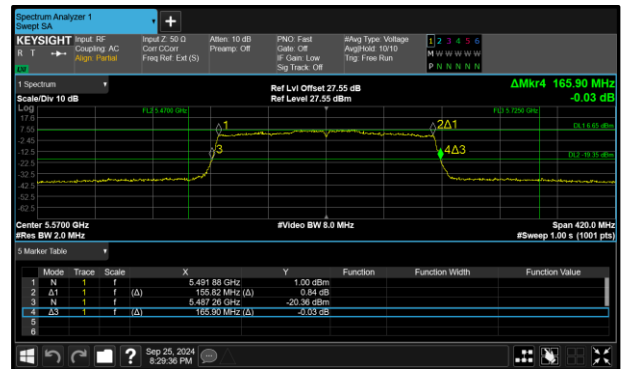 Spectrum Analyzer 1
Swept SA
+
KEYSIGHT Input: RF Input Z: 50 Ω Atten: 10 dB PNO: Fast #Avg Type: Voltage 1 2 3 4 5 6
R T Coupling: AC Corr CCorr Preamp: Off Gate: Off Avg|Hold: 10/10 M W W W W W
Align: Partial Freq Ref: Ext (S) IF Gain: Low Trig: Free Run
Sig Track: Off P N N N N N
1 Spectrum Ref Lvl Offset 27.55 dB ΔMkr4 165.90 MHz
Scale/Div 10 dB Ref Level 27.55 dBm -0.03 dB
Log
17.6 FL2 5.4700 GHz FL3 5.7250 GHz
7.55 1 2Δ1 DL1 6.65 dBm
-2.45
-12.5 3 4Δ3 DL2 -19.35 dBm
-22.5
-32.5
-42.5
-52.5
-62.5
Center 5.5700 GHz #Video BW 8.0 MHz Span 420.0 MHz
#Res BW 2.0 MHz #Sweep 1.00 s (1001 pts)
5 Marker Table
Mode Trace Scale X Y Function Function Width Function Value
1 N 1 f 5.491 88 GHz 1.00 dBm
2 Δ1 1 f (Δ) 155.82 MHz (Δ) 0.84 dB
3 N 1 f 5.487 26 GHz -20.36 dBm
4 Δ3 1 f (Δ) 165.90 MHz (Δ) -0.03 dB
5
6
? Sep 25, 2024
8:29:36 PM